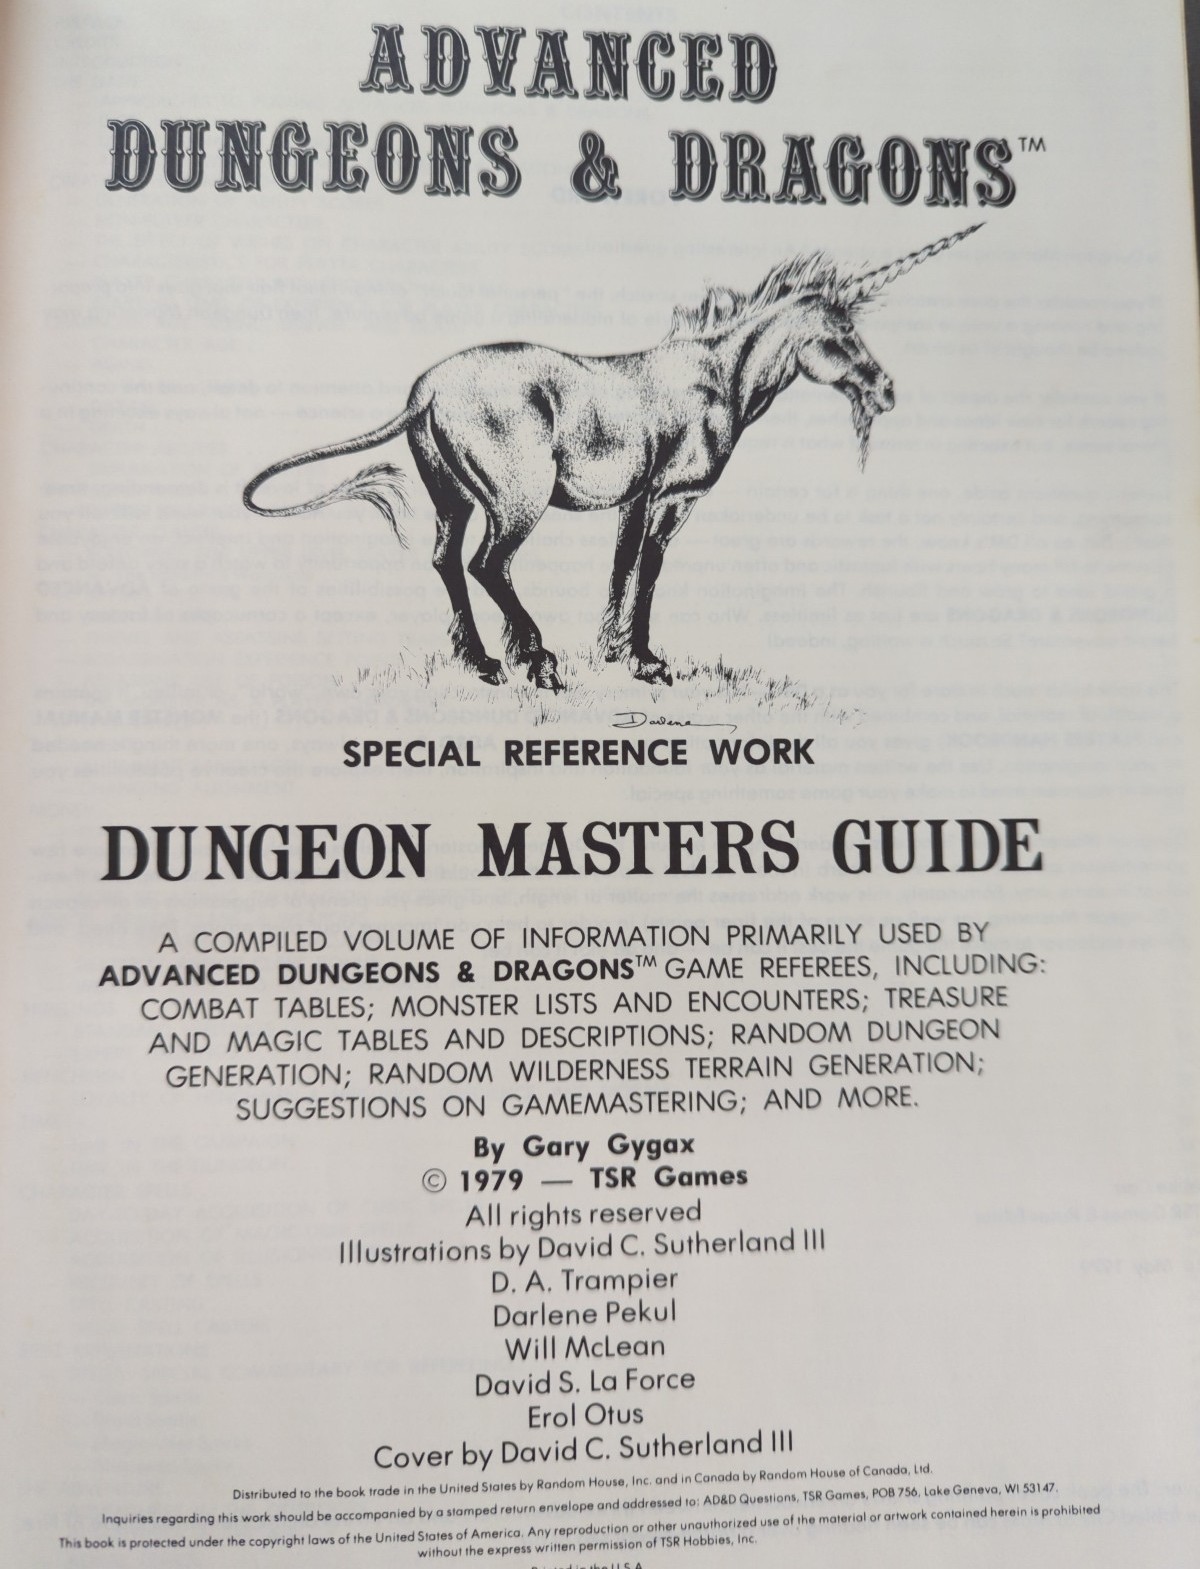 ADVANCED
DUNGEONS & DRAGONS™
Darlene
SPECIAL REFERENCE WORK
DUNGEON MASTERS GUIDE
A COMPILED VOLUME OF INFORMATION PRIMARILY USED BY
ADVANCED DUNGEONS & DRAGONS™ GAME REFEREES, INCLUDING:
COMBAT TABLES; MONSTER LISTS AND ENCOUNTERS; TREASURE
AND MAGIC TABLES AND DESCRIPTIONS; RANDOM DUNGEON
GENERATION; RANDOM WILDERNESS TERRAIN GENERATION;
SUGGESTIONS ON GAMEMASTERING; AND MORE.
By Gary Gygax
© 1979 — TSR Games
All rights reserved
Illustrations by David C. Sutherland III
D. A. Trampier
Darlene Pekul
Will McLean
David S. La Force
Erol Otus
Cover by David C. Sutherland III
Distributed to the book trade in the United States by Random House, Inc. and in Canada by Random House of Canada, Ltd.
Inquiries regarding this work should be accompanied by a stamped return envelope and addressed to: AD&D Questions, TSR Games, POB 756, Lake Geneva, WI 53147.
This book is protected under the copyright laws of the United States of America. Any reproduction or other unauthorized use of the material or artwork contained herein is prohibited
without the express written permission of TSR Hobbies, Inc.
Printed in the U.S.A.